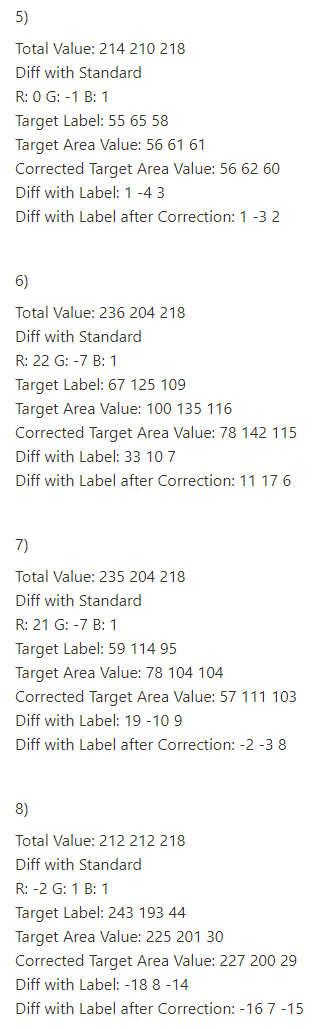 5)
Total Value: 214 210 218
Diff with Standard
R: 0 G: -1 B: 1
Target Label: 55 65 58
Target Area Value: 56 61 61
Corrected Target Area Value: 56 62 60
Diff with Label: 1 -4 3
Diff with Label after Correction: 1 -3 2
6)
Total Value: 236 204 218
Diff with Standard
R: 22 G: -7 B: 1
Target Label: 67 125 109
Target Area Value: 100 135 116
Corrected Target Area Value: 78 142 115
Diff with Label: 33 10 7
Diff with Label after Correction: 11 17 6
7)
Total Value: 235 204 218
Diff with Standard
R: 21 G: -7 B: 1
Target Label: 59 114 95
Target Area Value: 78 104 104
Corrected Target Area Value: 57 111 103
Diff with Label: 19 -10 9
Diff with Label after Correction: -2 -3 8
8)
Total Value: 212 212 218
Diff with Standard
R: -2 G: 1 B: 1
Target Label: 243 193 44
Target Area Value: 225 201 30
Corrected Target Area Value: 227 200 29
Diff with Label: -18 8 -14
Diff with Label after Correction: -16 7 -15